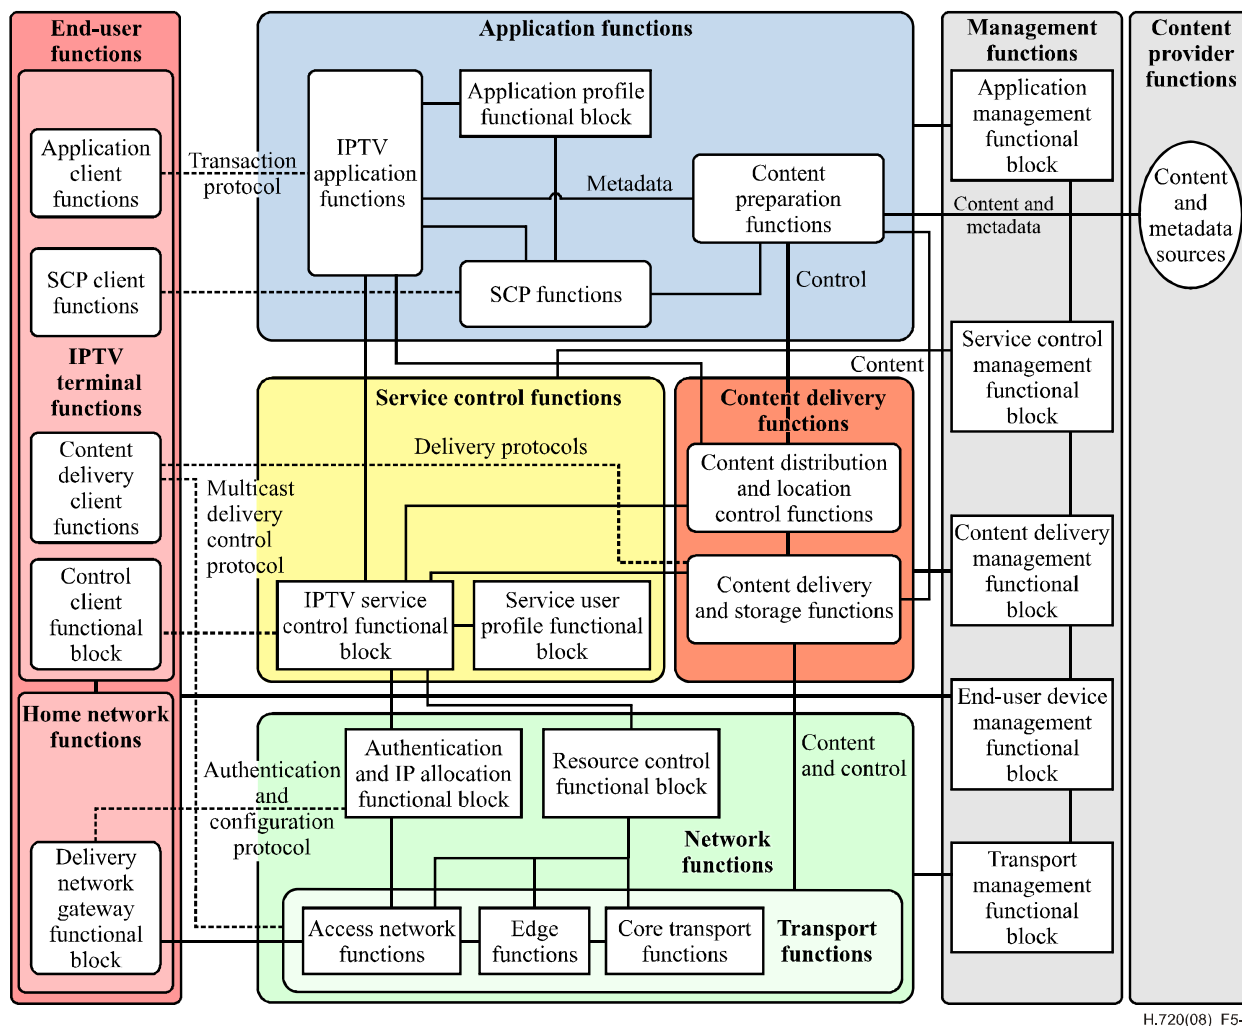 End-user
functions
Application functions
Management
functions
Content
provider
functions
Application
client
functions
Transaction
protocol
IPTV
application
functions
Application profile
functional block
Metadata
Content
preparation
functions
Application
management
functional
block
Content and
metadata
Content
and
metadata
sources
SCP client
functions
SCP functions
Control
IPTV
terminal
functions
Content
Service control
management
functional
block
Service control functions
Content delivery
functions
Content
delivery
client
functions
Delivery protocols
Multicast
delivery
control
protocol
Content distribution
and location
control functions
Content delivery
management
functional
block
Control
client
functional
block
IPTV service
control functional
block
Service user
profile functional
block
Content delivery
and storage functions
Home network
functions
End-user device
management
functional
block
Authentication
and IP allocation
functional block
Resource control
functional block
Content
and control
Authentication
and
configuration
protocol
Network
functions
Delivery
network
gateway
functional
block
Transport
management
functional
block
Access network
functions
Edge
functions
Core transport
functions
Transport
functions
H.720(08)_F5-